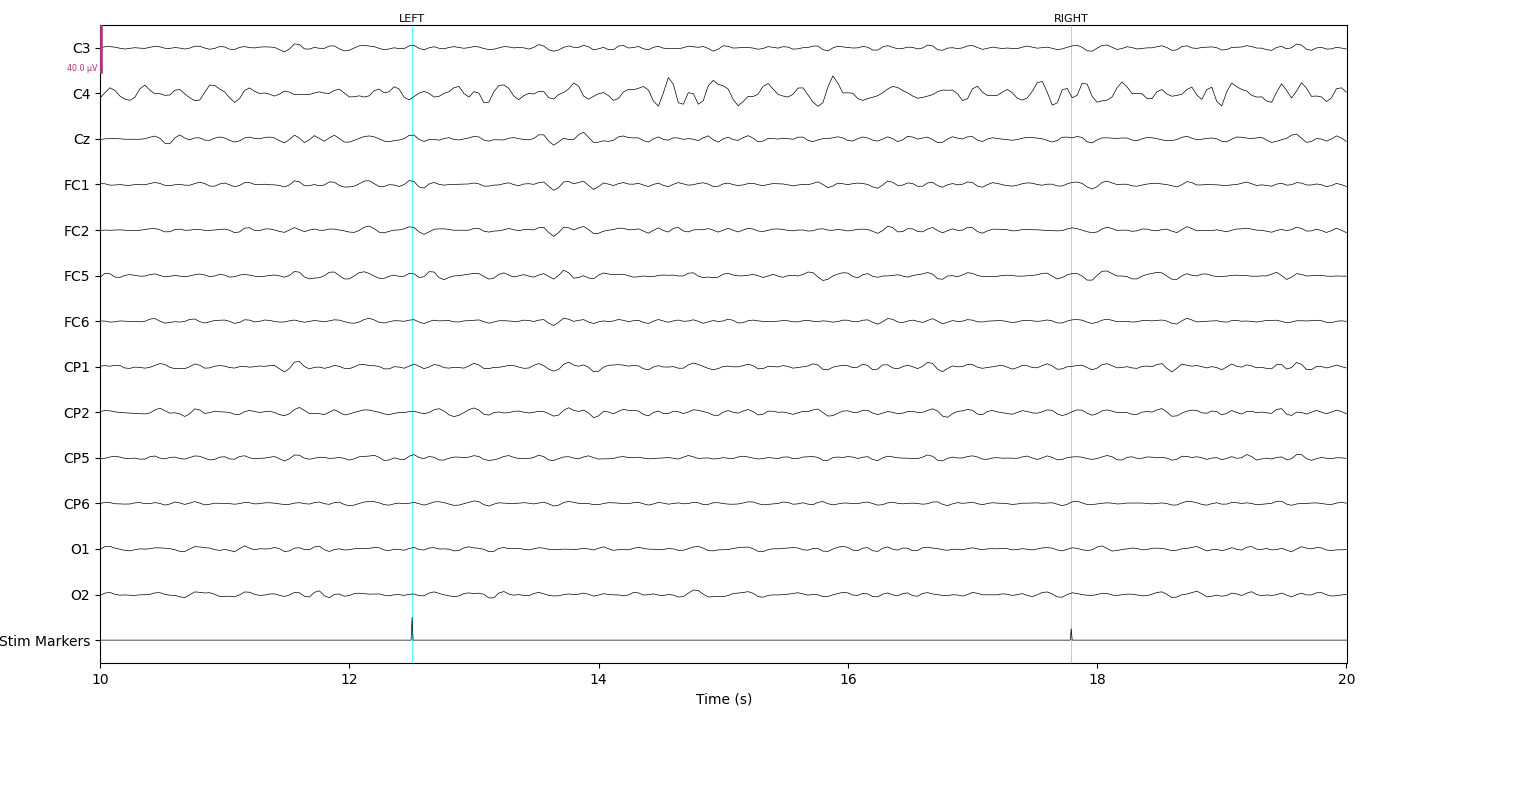 LEFT
RIGHT
C3
40.0 µV
C4
Cz
FC1
FC2
FC5
FC6
CP1
CP2
CP5
CP6
O1
O2
Stim Markers
10
12
14
16
18
20
Time (s)